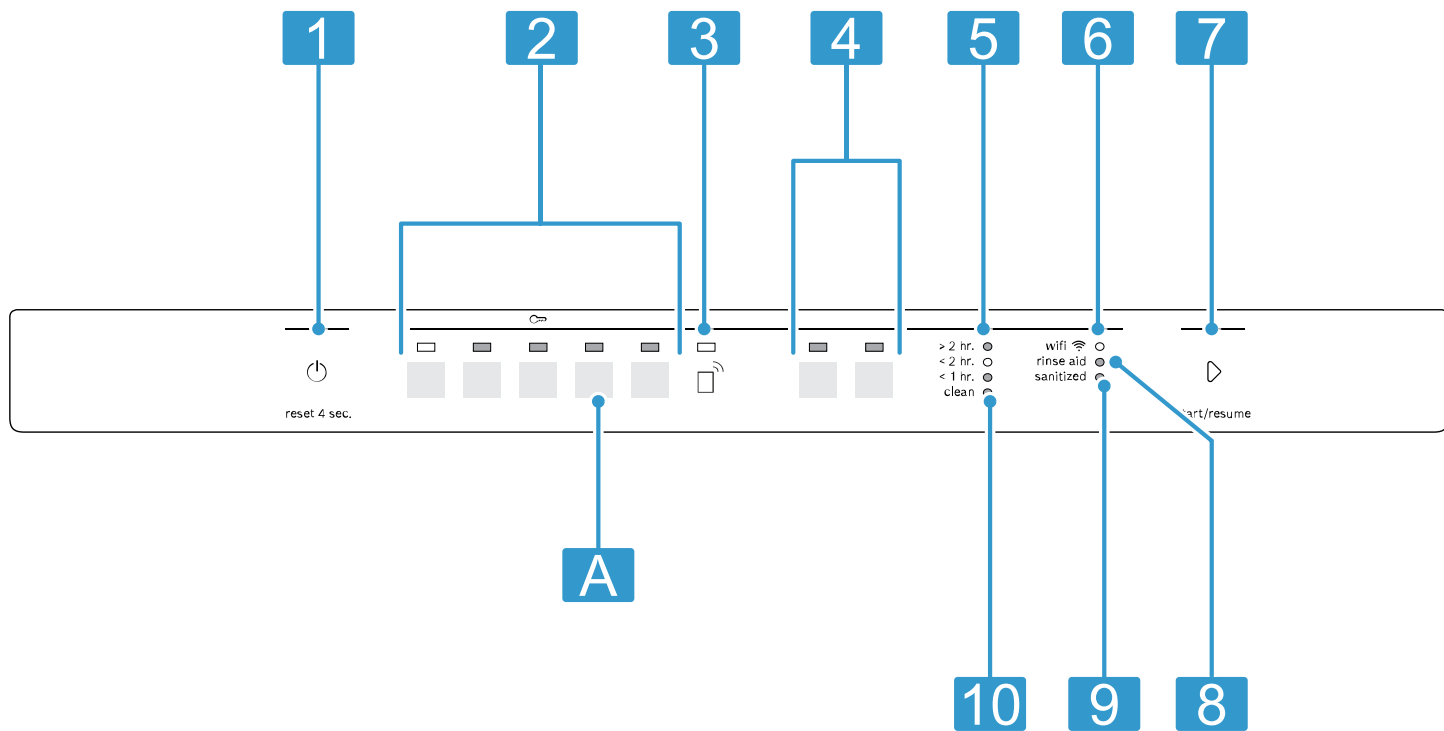 1 2 3 4 5 6 7
> 2 hr.
< 2 hr.
< 1 hr.
clean
wifi
rinse aid
sanitized
reset 4 sec.
art/resume
A
10 9 8